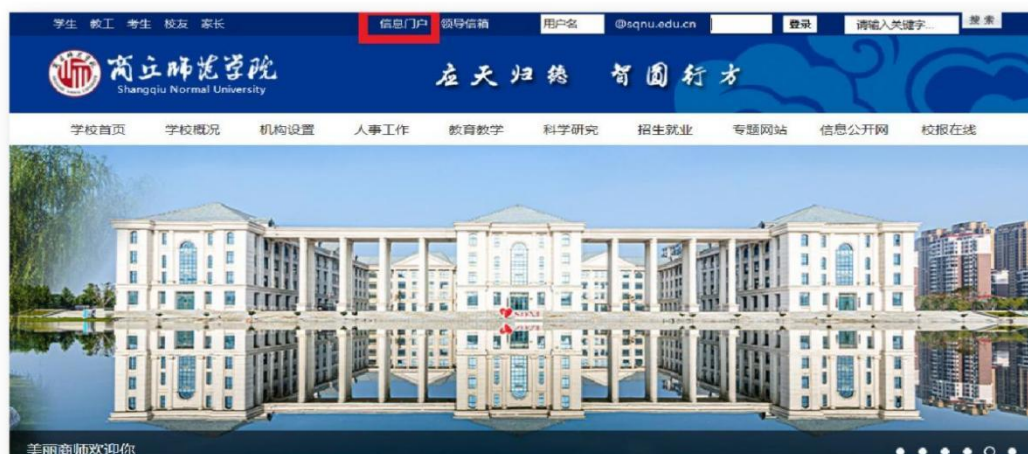 学生 教工 考生 校友 家长 信息门户 领导信箱 用户名 @sqnu.edu.cn 登录 请输入关键字... 搜索
商丘师范学院 应天归德 智圆行方
Shangqiu Normal University
学校首页 学校概况 机构设置 人事工作 教育教学 科学研究 招生就业 专题网站 信息公开网 校报在线
美丽商师欢迎你